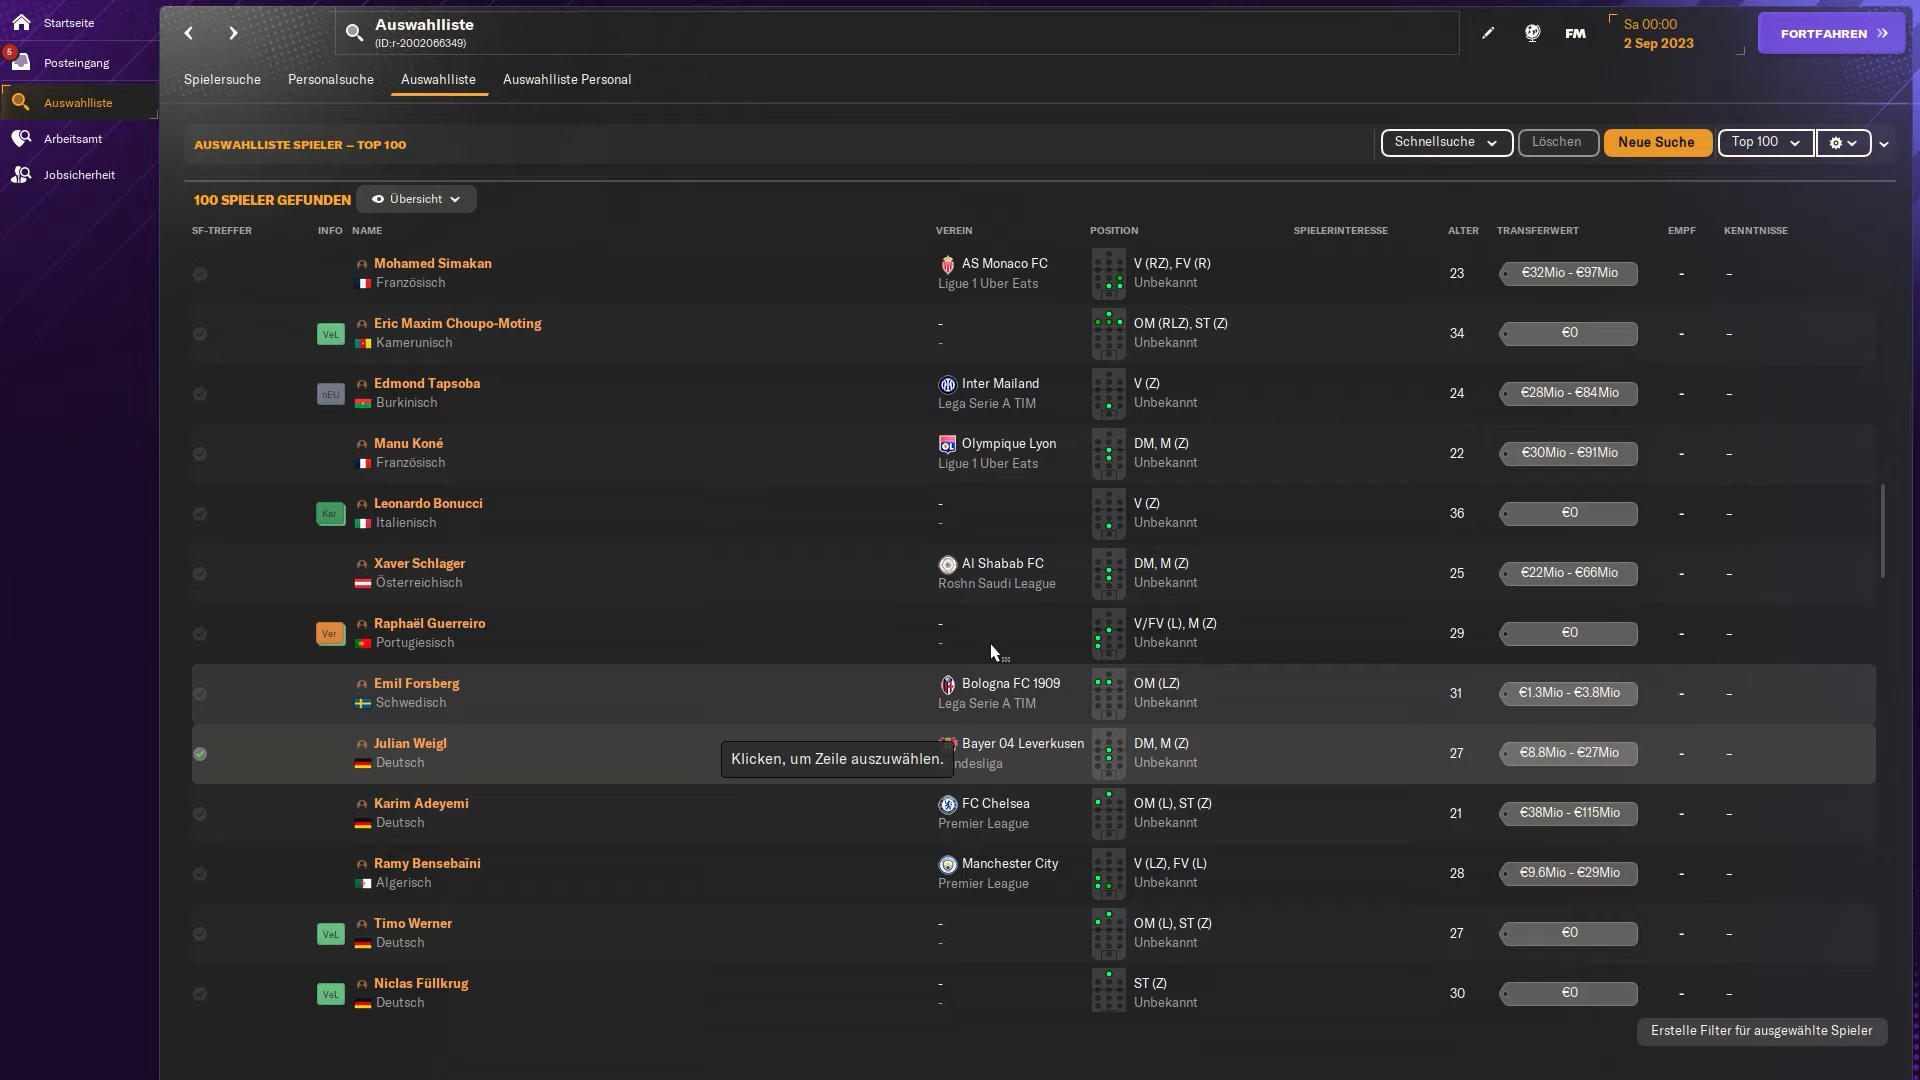 Startseite
5
Posteingang
Auswahlliste
Arbeitsamt
Jobsicherheit
Auswahlliste
(ID:r-2002066349)
FM
Sa 00:00
2 Sep 2023
FORTFAHREN
Spielersuche Personalsuche Auswahlliste Auswahlliste Personal
AUSWAHLLISTE SPIELER – TOP 100
Schnellsuche Löschen Neue Suche Top 100
100 SPIELER GEFUNDEN Übersicht
SF-TREFFER INFO NAME VEREIN POSITION SPIELERINTERESSE ALTER TRANSFERWERT EMPF KENNTNISSE
Mohamed Simakan AS Monaco FC V (RZ), FV (R) 23 €32Mio - €97Mio - -
Französisch Ligue 1 Uber Eats Unbekannt
VeL Eric Maxim Choupo-Moting - OM (RLZ), ST (Z) 34 €0 - -
Kamerunisch - Unbekannt
nEU Edmond Tapsoba Inter Mailand V (Z) 24 €28Mio - €84Mio - -
Burkinisch Lega Serie A TIM Unbekannt
Manu Koné Olympique Lyon DM, M (Z) 22 €30Mio - €91Mio - -
Französisch Ligue 1 Uber Eats Unbekannt
Kar Leonardo Bonucci - V (Z) 36 €0 - -
Italienisch - Unbekannt
Xaver Schlager Al Shabab FC DM, M (Z) 25 €22Mio - €66Mio - -
Österreichisch Roshn Saudi League Unbekannt
Ver Raphaël Guerreiro - V/FV (L), M (Z) 29 €0 - -
Portugiesisch - Unbekannt
Emil Forsberg Bologna FC 1909 OM (LZ) 31 €1.3Mio - €3.8Mio - -
Schwedisch Lega Serie A TIM Unbekannt
Julian Weigl Bayer 04 Leverkusen DM, M (Z) 27 €8.8Mio - €27Mio - -
Deutsch Klicken, um Zeile auszuwählen. ndesliga Unbekannt
Karim Adeyemi FC Chelsea OM (L), ST (Z) 21 €38Mio - €115Mio - -
Deutsch Premier League Unbekannt
Ramy Bensebaïni Manchester City V (LZ), FV (L) 28 €9.6Mio - €29Mio - -
Algerisch Premier League Unbekannt
VeL Timo Werner - OM (L), ST (Z) 27 €0 - -
Deutsch - Unbekannt
VeL Niclas Füllkrug - ST (Z) 30 €0 - -
Deutsch - Unbekannt
Erstelle Filter für ausgewählte Spieler